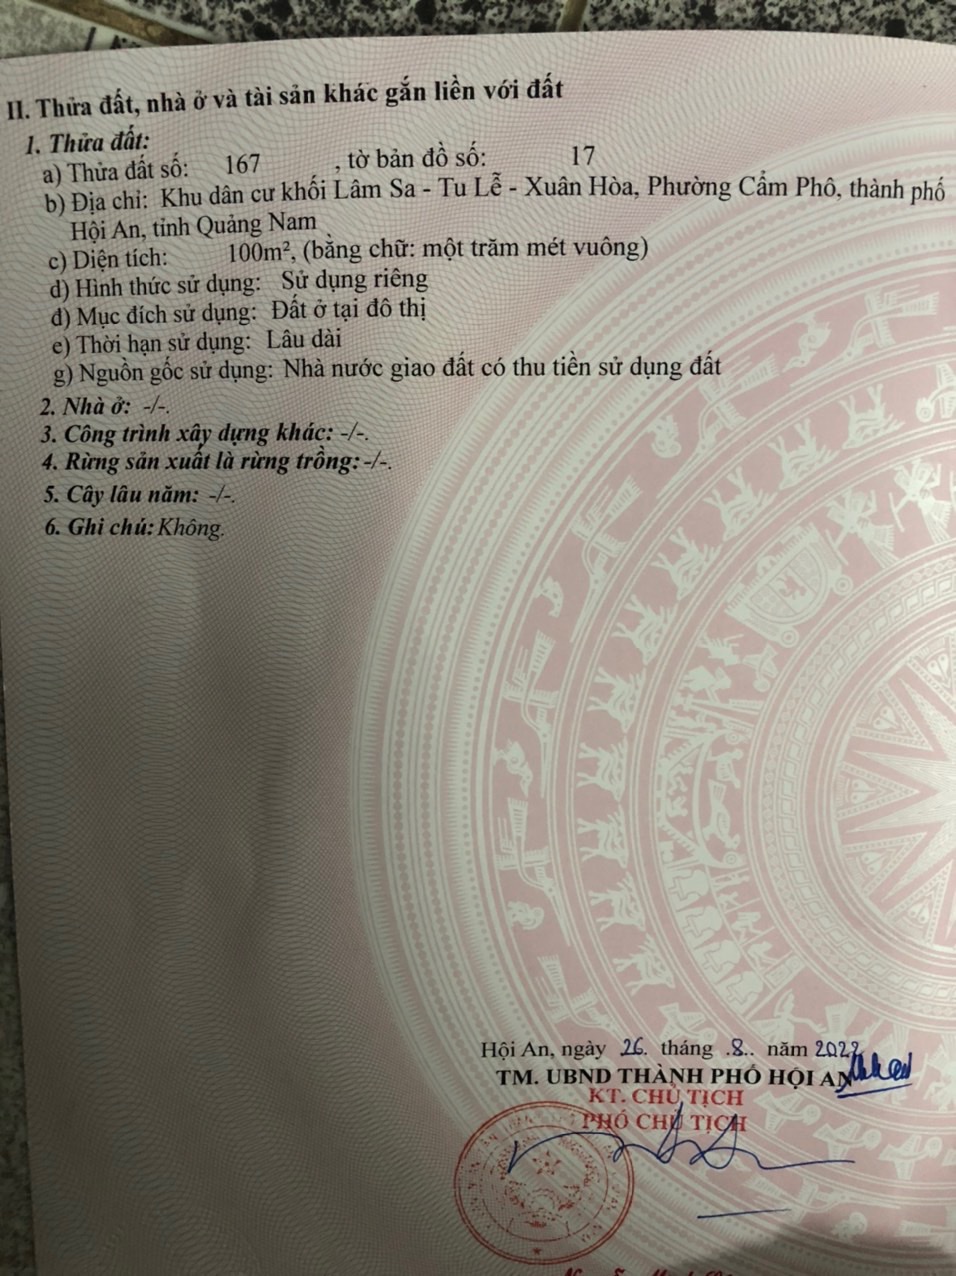 II. Thửa đất, nhà ở và tài sản khác gắn liền với đất
1. Thửa đất:
a) Thửa đất số: 167 , tờ bản đồ số: 17
b) Địa chỉ: Khu dân cư khối Lâm Sa - Tu Lễ - Xuân Hòa, Phường Cẩm Phô, thành phố
Hội An, tỉnh Quảng Nam
c) Diện tích: 100m², (bằng chữ: một trăm mét vuông)
d) Hình thức sử dụng: Sử dụng riêng
đ) Mục đích sử dụng: Đất ở tại đô thị
e) Thời hạn sử dụng: Lâu dài
g) Nguồn gốc sử dụng: Nhà nước giao đất có thu tiền sử dụng đất
2. Nhà ở: -/-.
3. Công trình xây dựng khác: -/-.
4. Rừng sản xuất là rừng trồng: -/-.
5. Cây lâu năm: -/-.
6. Ghi chú: Không.
Hội An, ngày 26. tháng .8.. năm 2022
TM. UBND THÀNH PHỐ HỘI AN
KT. CHỦ TỊCH
PHÓ CHỦ TỊCH